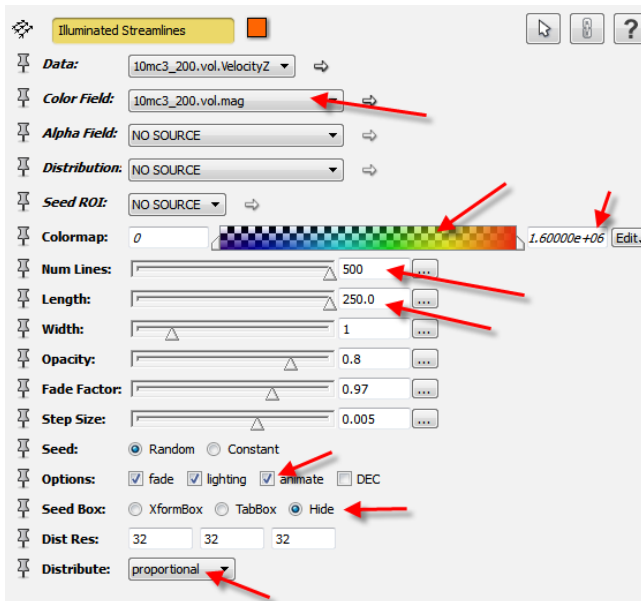 Illuminated Streamlines ?
Data: 10mc3_200.vol.VelocityZ
Color Field: 10mc3_200.vol.mag
Alpha Field: NO SOURCE
Distribution: NO SOURCE
Seed ROI: NO SOURCE
Colormap: 0 1.60000e+06 Edit.
Num Lines: 500 ...
Length: 250.0 ...
Width: 1 ...
Opacity: 0.8 ...
Fade Factor: 0.97 ...
Step Size: 0.005 ...
Seed: Random Constant
Options: fade lighting animate DEC
Seed Box: XformBox TabBox Hide
Dist Res: 32 32 32
Distribute: proportional